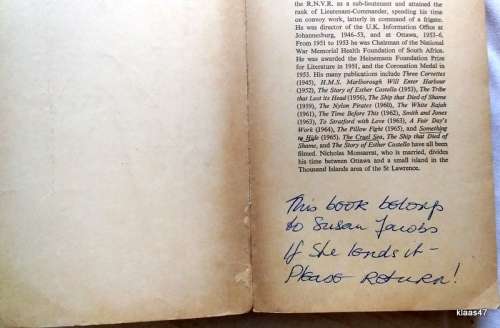 the R.N.V.R. as a sub-lieutenant and attained the
rank of Lieutenant-Commander, spending his time
on convoy work, latterly in command of a frigate.
He was director of the U.K. Information Office at
Johannesburg, 1946–53, and at Ottawa, 1953–6.
From 1951 to 1953 he was Chairman of the National
War Memorial Health Foundation of South Africa.
He was awarded the Heinemann Foundation Prize
for Literature in 1951, and the Coronation Medal in
1953. His many publications include Three Corvettes
(1945), H.M.S. Marlborough Will Enter Harbour
(1952), The Story of Esther Costello (1953), The Tribe
that Lost its Head (1956), The Ship that Died of Shame
(1959), The Nylon Pirates (1960), The White Rajah
(1961), The Time Before This (1962), Smith and Jones
(1963), To Stratford with Love (1963), A Fair Day's
Work (1964), The Pillow Fight (1965), and Something
to Hide (1965). The Cruel Sea, The Ship that Died of
Shame, and The Story of Esther Costello have all been
filmed. Nicholas Monsarrat, who is married, divides
his time between Ottawa and a small island in the
Thousand Islands area of the St Lawrence.
This book belongs
to Susan Jacobs
If she lends it –
Please return!
klaas47